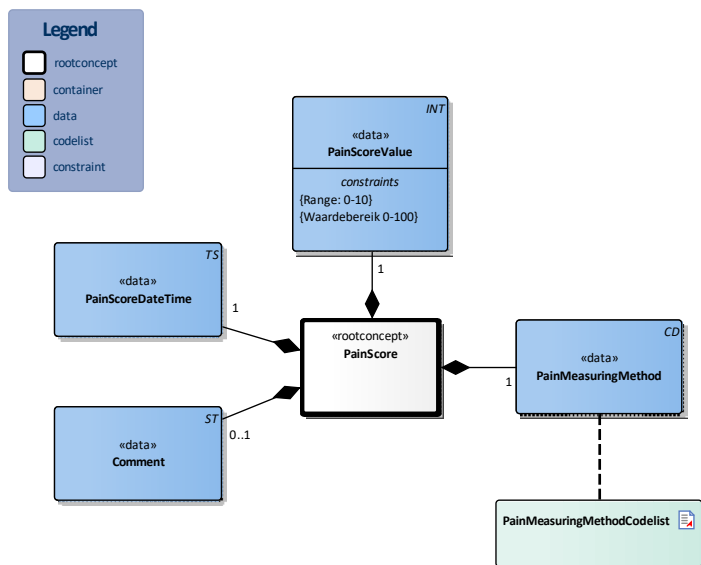 Legend
rootconcept
container
data
codelist
constraint
INT
«data»
PainScoreValue
constraints
{Range: 0-10}
{Waardebereik 0-100}
1
TS
«data»
PainScoreDateTime
1
«rootconcept»
PainScore
CD
«data»
PainMeasuringMethod
1
ST
«data»
Comment
0..1
PainMeasuringMethodCodelist